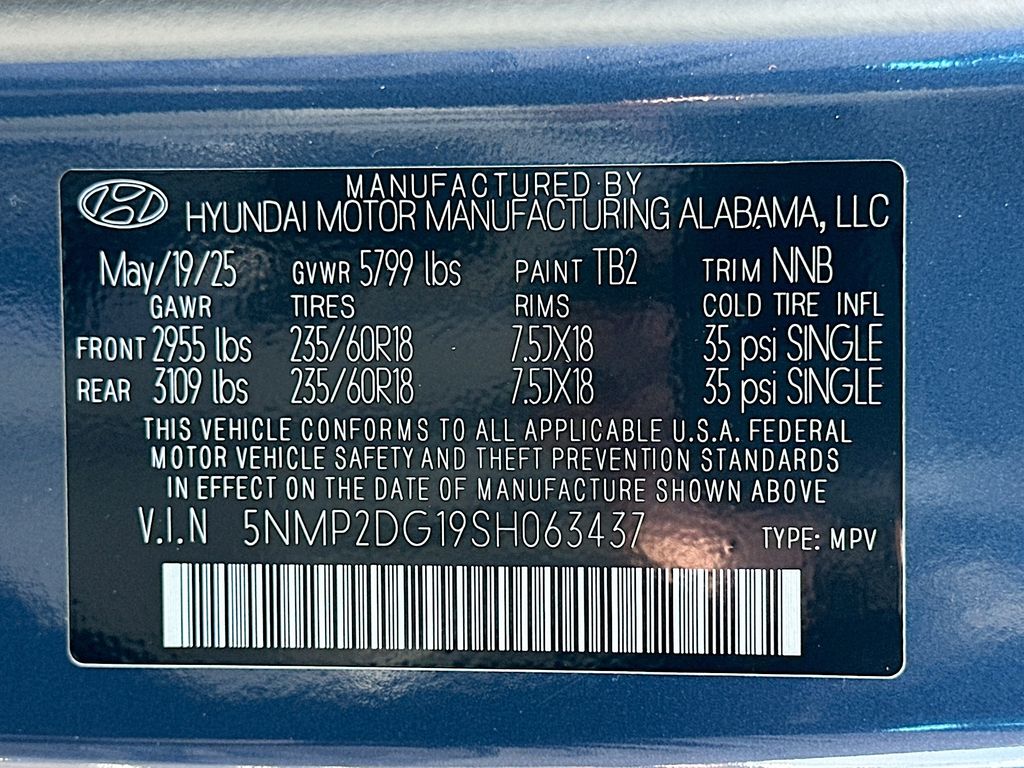 MANUFACTURED BY
HYUNDAI MOTOR MANUFACTURING ALABAMA, LLC
May/19/25 GVWR 5799 lbs PAINT TB2 TRIM NNB
GAWR TIRES RIMS COLD TIRE INFL
FRONT 2955 lbs 235/60R18 7.5JX18 35 psi SINGLE
REAR 3109 lbs 235/60R18 7.5JX18 35 psi SINGLE
THIS VEHICLE CONFORMS TO ALL APPLICABLE U.S.A. FEDERAL
MOTOR VEHICLE SAFETY AND THEFT PREVENTION STANDARDS
IN EFFECT ON THE DATE OF MANUFACTURE SHOWN ABOVE
V.I.N 5NMP2DG19SH063437 TYPE: MPV